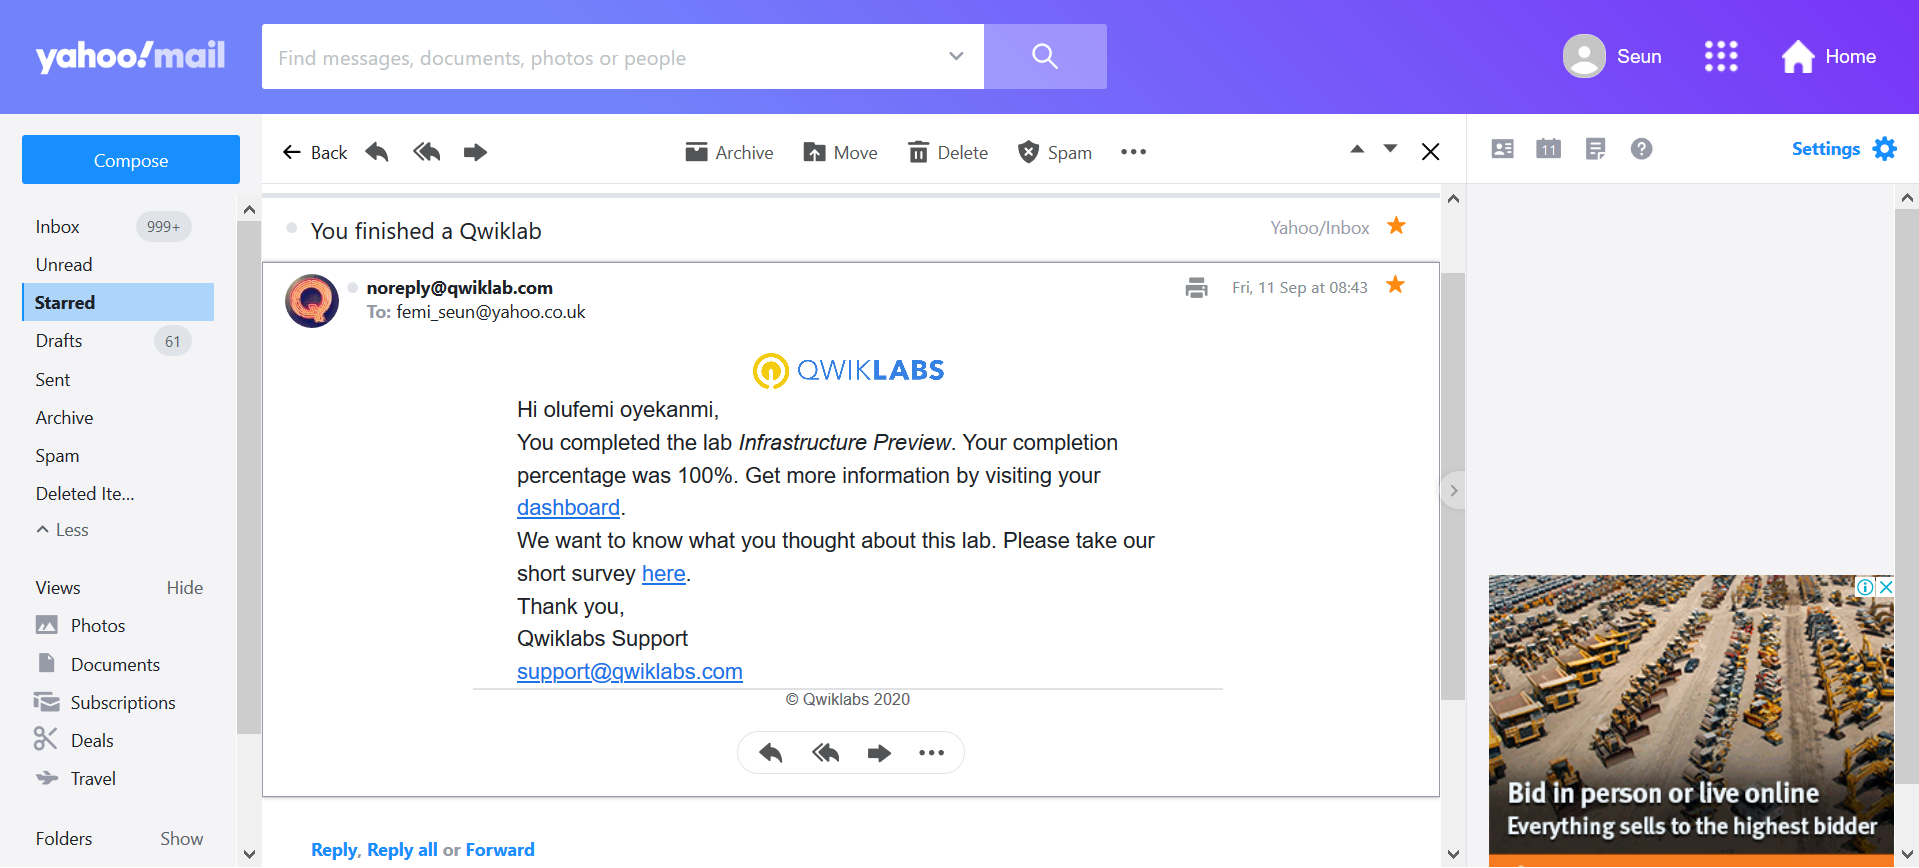 yahoo!mail
Find messages, documents, photos or people
Seun
Home
Compose
Back
Archive
Move
Delete
Spam
11
Settings
Inbox 999+
Unread
Starred
Drafts 61
Sent
Archive
Spam
Deleted Ite...
Less
Views Hide
Photos
Documents
Subscriptions
Deals
Travel
Folders Show
You finished a Qwiklab
Yahoo/Inbox
noreply@qwiklab.com
Fri, 11 Sep at 08:43
To: femi_seun@yahoo.co.uk
QWIKLABS
Hi olufemi oyekanmi,
You completed the lab Infrastructure Preview. Your completion
percentage was 100%. Get more information by visiting your
dashboard.
We want to know what you thought about this lab. Please take our
short survey here.
Thank you,
Qwiklabs Support
support@qwiklabs.com
© Qwiklabs 2020
Reply, Reply all or Forward
Bid in person or live online
Everything sells to the highest bidder